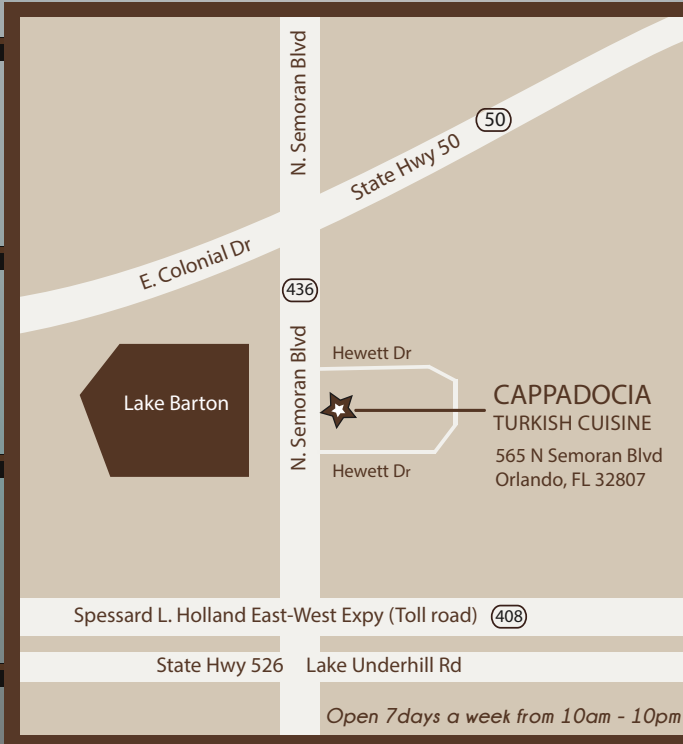 N. Semoran Blvd
50
State Hwy 50
E. Colonial Dr
436
N. Semoran Blvd
Hewett Dr
Lake Barton
CAPPADOCIA
TURKISH CUISINE
565 N Semoran Blvd
Orlando, FL 32807
Hewett Dr
Spessard L. Holland East-West Expy (Toll road) 408
State Hwy 526 Lake Underhill Rd
Open 7days a week from 10am - 10pm